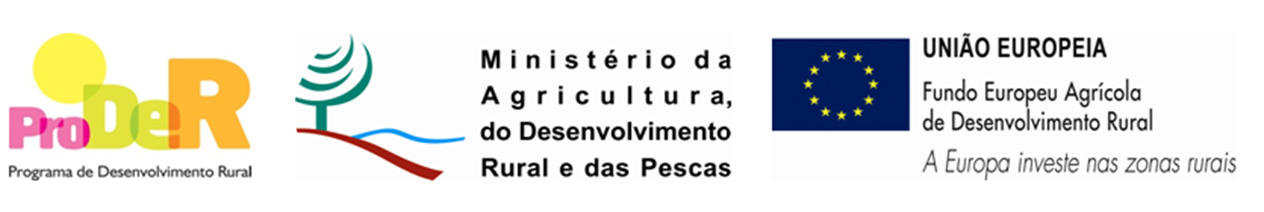 ProDeR
Programa de Desenvolvimento Rural
Ministério da
Agricultura,
do Desenvolvimento
Rural e das Pescas
UNIÃO EUROPEIA
Fundo Europeu Agrícola
de Desenvolvimento Rural
A Europa investe nas zonas rurais